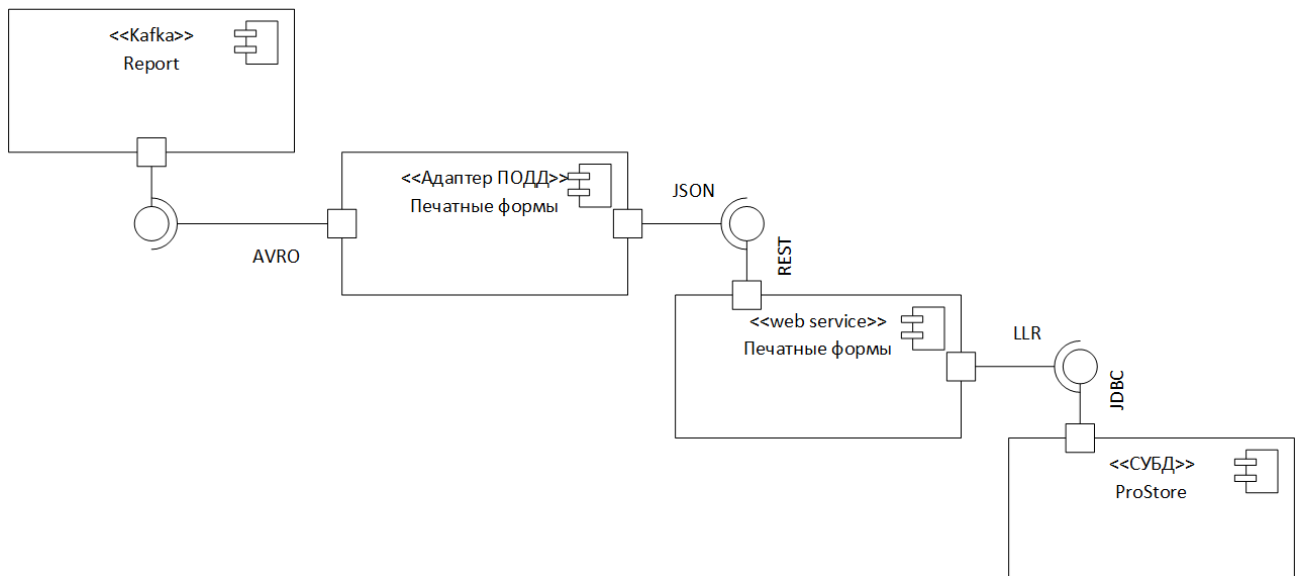 <<Kafka>>
Report
<<Адаптер ПОДД>>
Печатные формы
AVRO
JSON
REST
<<web service>>
Печатные формы
LLR
JDBC
<<СУБД>>
ProStore